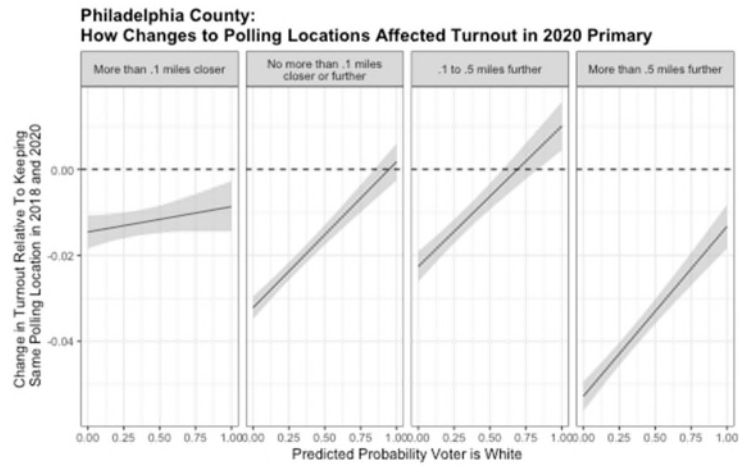 Philadelphia County:
How Changes to Polling Locations Affected Turnout in 2020 Primary
More than .1 miles closer
No more than .1 miles
closer or further
.1 to .5 miles further
More than .5 miles further
Change in Turnout Relative To Keeping
Same Polling Location in 2018 and 2020
0.00
-0.02
-0.04
0.00 0.25 0.50 0.75 1.00
0.00 0.25 0.50 0.75 1.00
0.00 0.25 0.50 0.75 1.00
0.00 0.25 0.50 0.75 1.00
Predicted Probability Voter is White